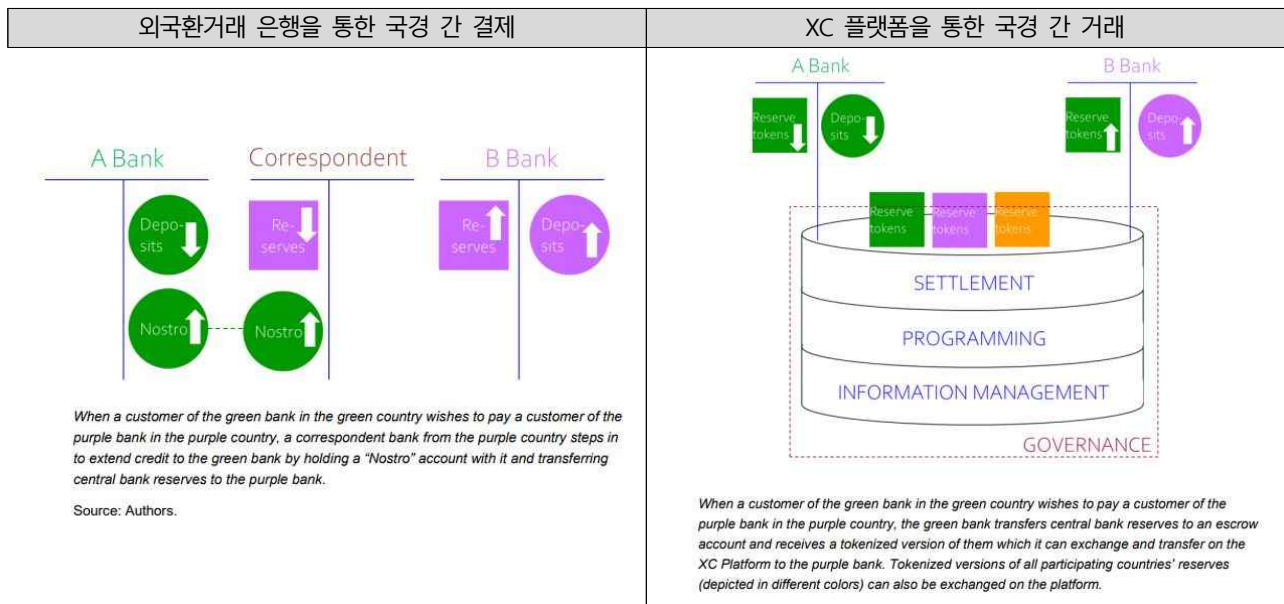 외국환거래 은행을 통한 국경 간 결제
XC 플랫폼을 통한 국경 간 거래
A Bank
Correspondent
B Bank
Depo-
sits
Re-
serves
Re-
serves
Depo-
sits
Nostro
Nostro
When a customer of the green bank in the green country wishes to pay a customer of the
purple bank in the purple country, a correspondent bank from the purple country steps in
to extend credit to the green bank by holding a “Nostro” account with it and transferring
central bank reserves to the purple bank.
Source: Authors.
A Bank
B Bank
Reserve
tokens
Depo-
sits
Reserve
tokens
Depo-
sits
Reserve
tokens
Reserve
tokens
Reserve
tokens
SETTLEMENT
PROGRAMMING
INFORMATION MANAGEMENT
GOVERNANCE
When a customer of the green bank in the green country wishes to pay a customer of the
purple bank in the purple country, the green bank transfers central bank reserves to an escrow
account and receives a tokenized version of them which it can exchange and transfer on the
XC Platform to the purple bank. Tokenized versions of all participating countries’ reserves
(depicted in different colors) can also be exchanged on the platform.